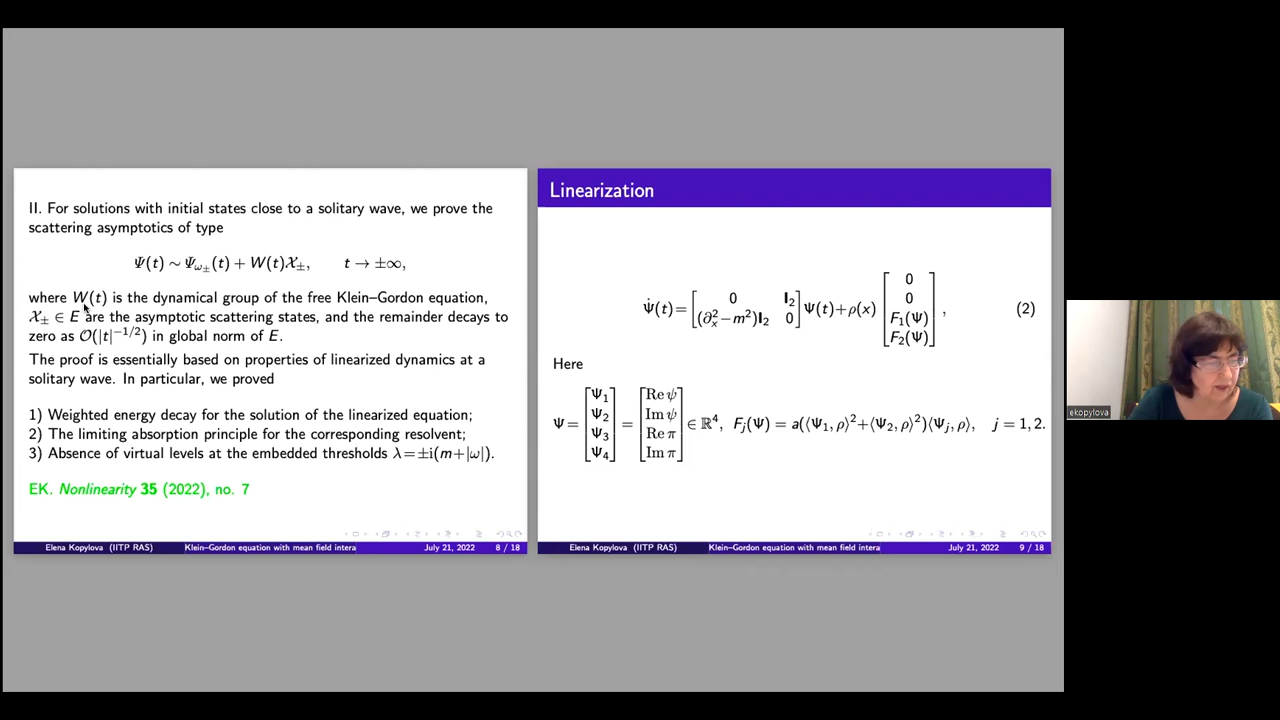 II. For solutions with initial states close to a solitary wave, we prove the
scattering asymptotics of type
Ψ(t) ∼ Ψ_{ω±}(t) + W(t)𝒳_±, t → ±∞,
where W(t) is the dynamical group of the free Klein–Gordon equation,
𝒳_± ∈ E are the asymptotic scattering states, and the remainder decays to
zero as 𝒪(|t|^{−1/2}) in global norm of E.
The proof is essentially based on properties of linearized dynamics at a
solitary wave. In particular, we proved
1) Weighted energy decay for the solution of the linearized equation;
2) The limiting absorption principle for the corresponding resolvent;
3) Absence of virtual levels at the embedded thresholds λ=±i(m+|ω|).
EK. Nonlinearity 35 (2022), no. 7
Elena Kopylova (IITP RAS) Klein–Gordon equation with mean field intera July 21, 2022 8 / 18
Linearization
Ψ̇(t)=[0 I₂; (∂ₓ²−m²)I₂ 0]Ψ(t)+ρ(x)[0; 0; F₁(Ψ); F₂(Ψ)], (2)
Here
Ψ=[Ψ₁; Ψ₂; Ψ₃; Ψ₄]=[Re ψ; Im ψ; Re π; Im π]∈ ℝ⁴, F_j(Ψ) = a(⟨Ψ₁,ρ⟩²+⟨Ψ₂,ρ⟩²)⟨Ψ_j,ρ⟩, j = 1,2.
Elena Kopylova (IITP RAS) Klein–Gordon equation with mean field intera July 21, 2022 9 / 18
ekopylova